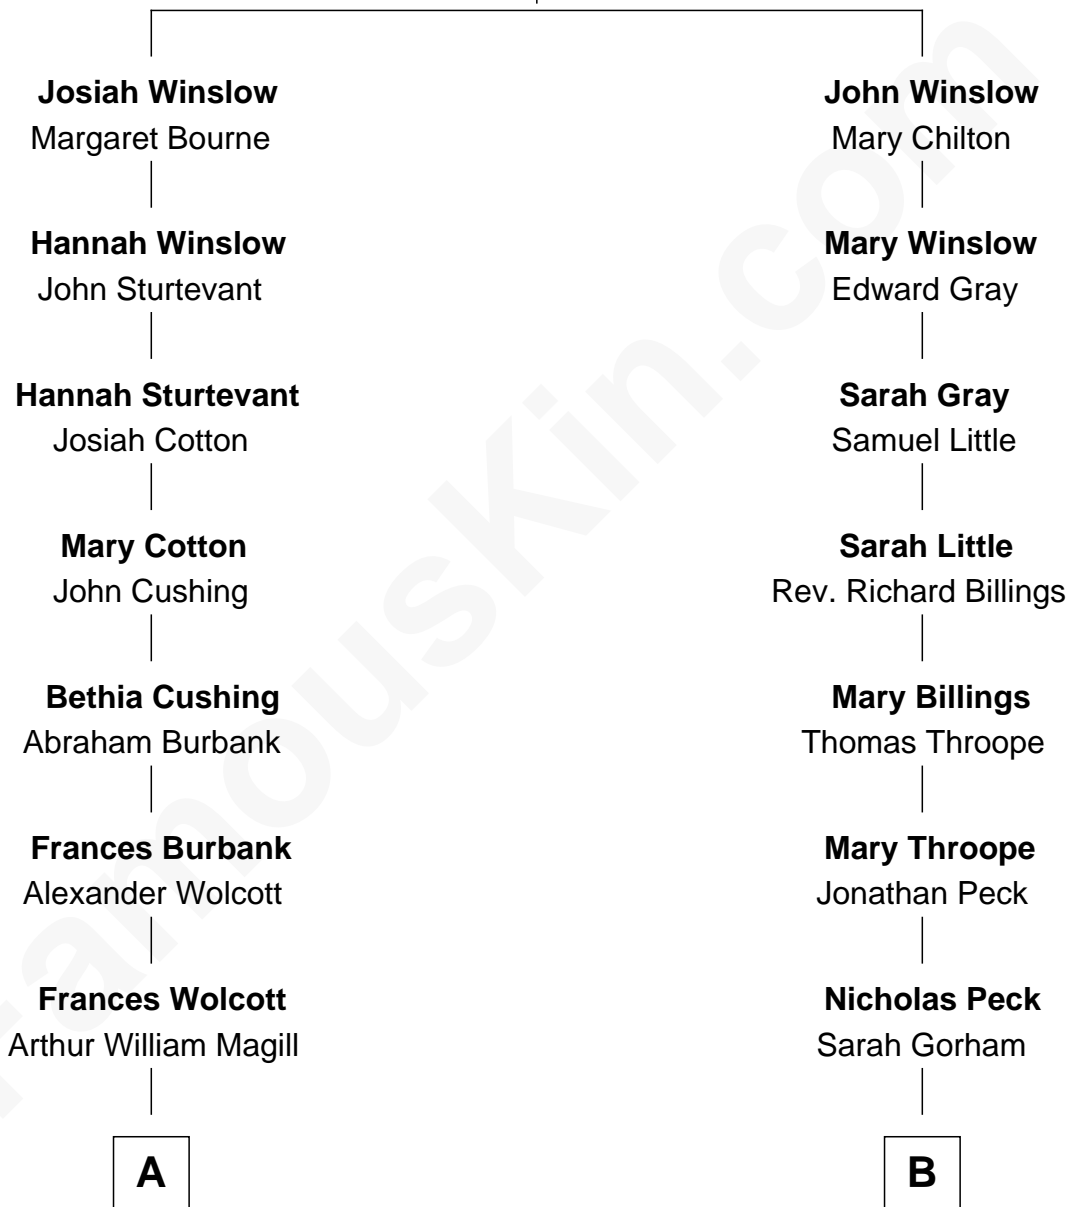 Josiah Winslow
Margaret Bourne
Hannah Winslow
John Sturtevant
Hannah Sturtevant
Josiah Cotton
Mary Cotton
John Cushing
Bethia Cushing
Abraham Burbank
Frances Burbank
Alexander Wolcott
Frances Wolcott
Arthur William Magill
A
John Winslow
Mary Chilton
Mary Winslow
Edward Gray
Sarah Gray
Samuel Little
Sarah Little
Rev. Richard Billings
Mary Billings
Thomas Throope
Mary Throope
Jonathan Peck
Nicholas Peck
Sarah Gorham
B
FamousKin.com